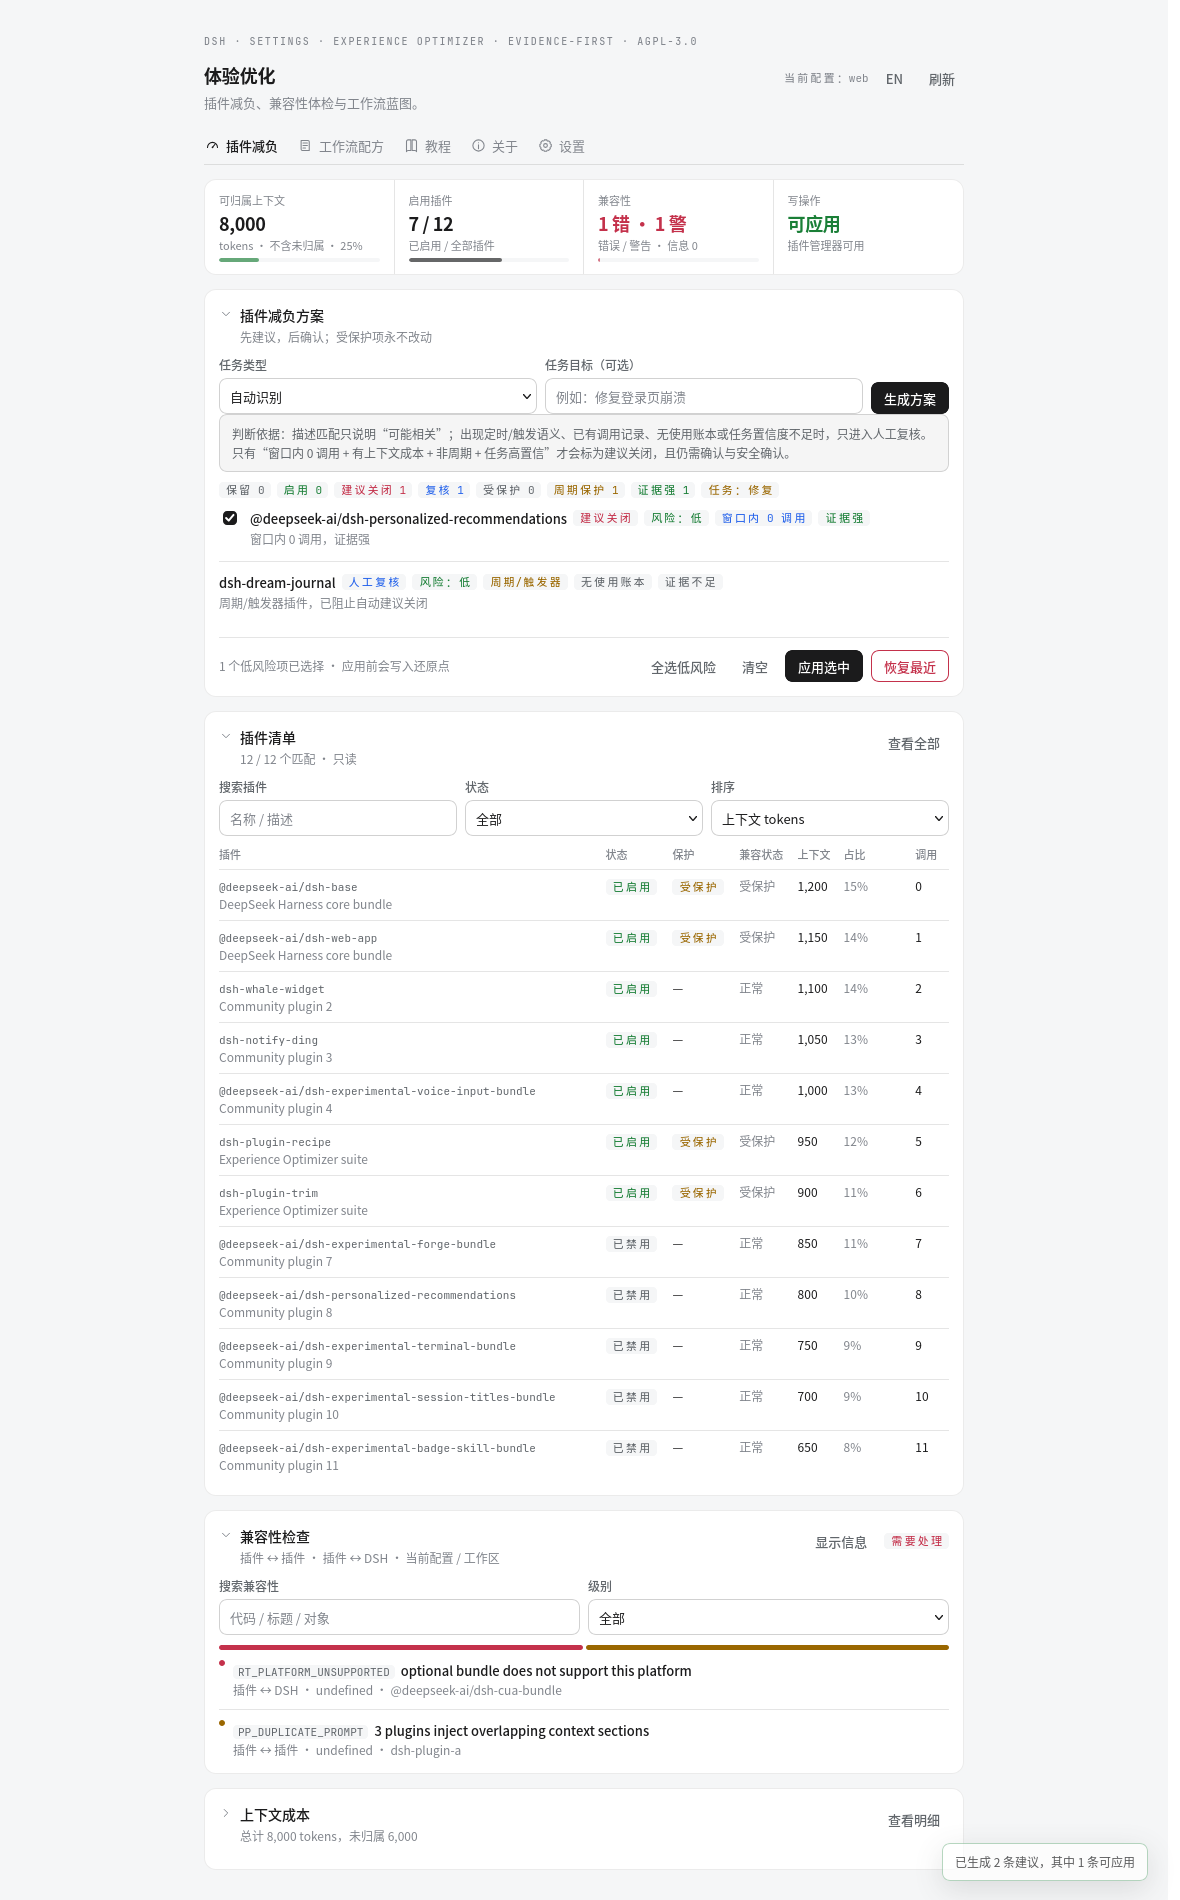 DSH · SETTINGS · EXPERIENCE OPTIMIZER · EVIDENCE-FIRST · AGPL-3.0
体验优化
当前配置：web
EN
刷新
插件减负、兼容性体检与工作流蓝图。
插件减负
工作流配方
教程
关于
设置
可归属上下文
8,000
tokens · 不含未归属 · 25%
启用插件
7 / 12
已启用 / 全部插件
兼容性
1 错 · 1 警
错误 / 警告 · 信息 0
写操作
可应用
插件管理器可用
插件减负方案
先建议，后确认；受保护项永不改动
任务类型
任务目标（可选）
自动识别
例如：修复登录页崩溃
生成方案
判断依据：描述匹配只说明“可能相关”；出现定时/触发语义、已有调用记录、无使用账本或任务置信度不足时，只进入人工复核。
只有“窗口内 0 调用 + 有上下文成本 + 非周期 + 任务高置信”才会标为建议关闭，且仍需确认与安全确认。
保留 0 启用 0 建议关闭 1 复核 1 受保护 0 周期保护 1 证据强 1 任务：修复
@deepseek-ai/dsh-personalized-recommendations 建议关闭 风险：低 窗口内 0 调用 证据强
窗口内 0 调用，证据强
dsh-dream-journal 人工复核 风险：低 周期/触发器 无使用账本 证据不足
周期/触发器插件，已阻止自动建议关闭
1 个低风险项已选择 · 应用前会写入还原点
全选低风险
清空
应用选中
恢复最近
插件清单
12 / 12 个匹配 · 只读
查看全部
搜索插件
状态
排序
名称 / 描述
全部
上下文 tokens
插件 状态 保护 兼容状态 上下文 占比 调用
@deepseek-ai/dsh-base 已启用 受保护 受保护 1,200 15% 0
DeepSeek Harness core bundle
@deepseek-ai/dsh-web-app 已启用 受保护 受保护 1,150 14% 1
DeepSeek Harness core bundle
dsh-whale-widget 已启用 — 正常 1,100 14% 2
Community plugin 2
dsh-notify-ding 已启用 — 正常 1,050 13% 3
Community plugin 3
@deepseek-ai/dsh-experimental-voice-input-bundle 已启用 — 正常 1,000 13% 4
Community plugin 4
dsh-plugin-recipe 已启用 受保护 受保护 950 12% 5
Experience Optimizer suite
dsh-plugin-trim 已启用 受保护 受保护 900 11% 6
Experience Optimizer suite
@deepseek-ai/dsh-experimental-forge-bundle 已禁用 — 正常 850 11% 7
Community plugin 7
@deepseek-ai/dsh-personalized-recommendations 已禁用 — 正常 800 10% 8
Community plugin 8
@deepseek-ai/dsh-experimental-terminal-bundle 已禁用 — 正常 750 9% 9
Community plugin 9
@deepseek-ai/dsh-experimental-session-titles-bundle 已禁用 — 正常 700 9% 10
Community plugin 10
@deepseek-ai/dsh-experimental-badge-skill-bundle 已禁用 — 正常 650 8% 11
Community plugin 11
兼容性检查
插件 ↔ 插件 · 插件 ↔ DSH · 当前配置 / 工作区
显示信息
需要处理
搜索兼容性
级别
代码 / 标题 / 对象
全部
RT_PLATFORM_UNSUPPORTED optional bundle does not support this platform
插件 ↔ DSH · undefined · @deepseek-ai/dsh-cua-bundle
PP_DUPLICATE_PROMPT 3 plugins inject overlapping context sections
插件 ↔ 插件 · undefined · dsh-plugin-a
上下文成本
总计 8,000 tokens，未归属 6,000
查看明细
已生成 2 条建议，其中 1 条可应用